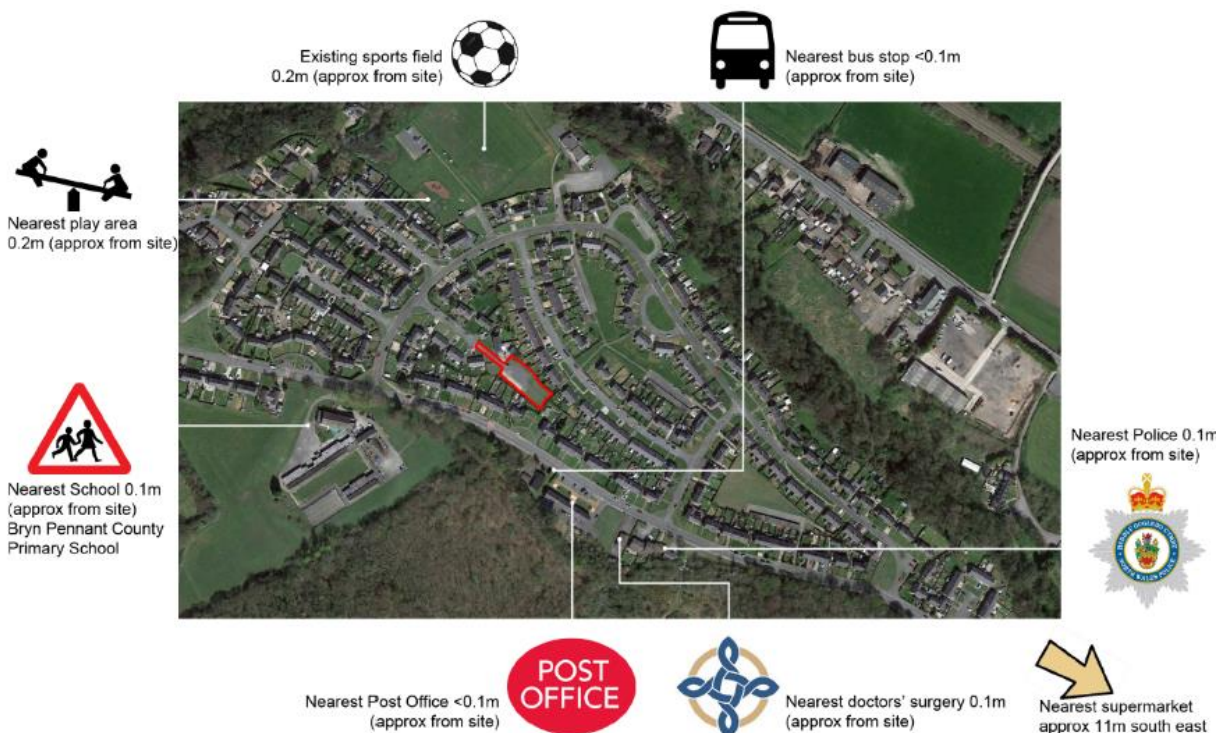 Existing sports field
0.2m (approx from site)
Nearest bus stop <0.1m
(approx from site)
Nearest play area
0.2m (approx from site)
Nearest School 0.1m
(approx from site)
Bryn Pennant County
Primary School
Nearest Police 0.1m
(approx from site)
Nearest Post Office <0.1m
(approx from site)
POST
OFFICE
Nearest doctors' surgery 0.1m
(approx from site)
Nearest supermarket
approx 11m south east